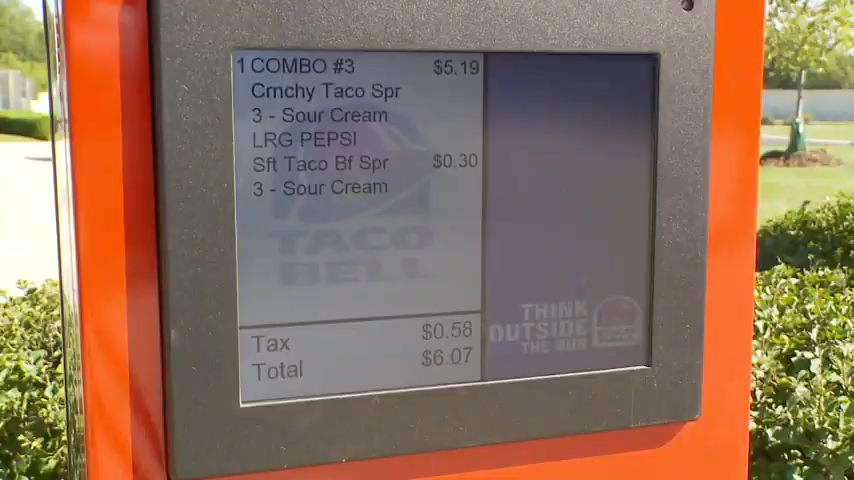 1 COMBO #3 $5.19
Crnchy Taco Spr
3 - Sour Cream
LRG PEPSI
Sft Taco Bf Spr $0.30
3 - Sour Cream
TACO
BELL
Tax $0.58
Total $6.07
THINK
OUTSIDE
THE BUN